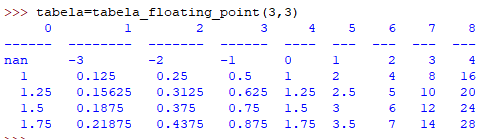 >>> tabela=tabela_floating_point(3,3)
0 1 2 3 4 5 6 7 8
------ -------- ------- ------ ---- --- --- --- ---
nan -3 -2 -1 0 1 2 3 4
1 0.125 0.25 0.5 1 2 4 8 16
1.25 0.15625 0.3125 0.625 1.25 2.5 5 10 20
1.5 0.1875 0.375 0.75 1.5 3 6 12 24
1.75 0.21875 0.4375 0.875 1.75 3.5 7 14 28
>>>